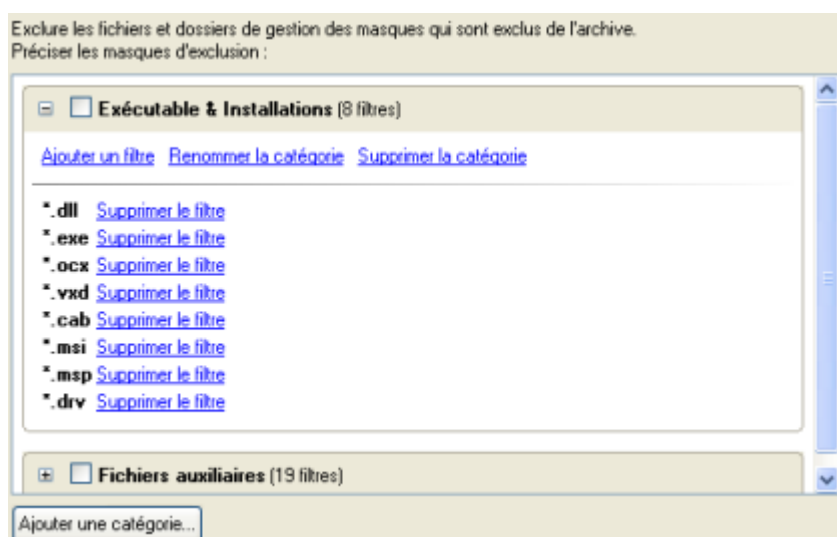 Exclure les fichiers et dossiers de gestion des masques qui sont exclus de l'archive.
Préciser les masques d'exclusion :
Exécutable & Installations (8 filtres)
Ajouter un filtre Renommer la catégorie Supprimer la catégorie
*.dll Supprimer le filtre
*.exe Supprimer le filtre
*.ocx Supprimer le filtre
*.vxd Supprimer le filtre
*.cab Supprimer le filtre
*.msi Supprimer le filtre
*.msp Supprimer le filtre
*.drv Supprimer le filtre
Fichiers auxiliaires (19 filtres)
Ajouter une catégorie...